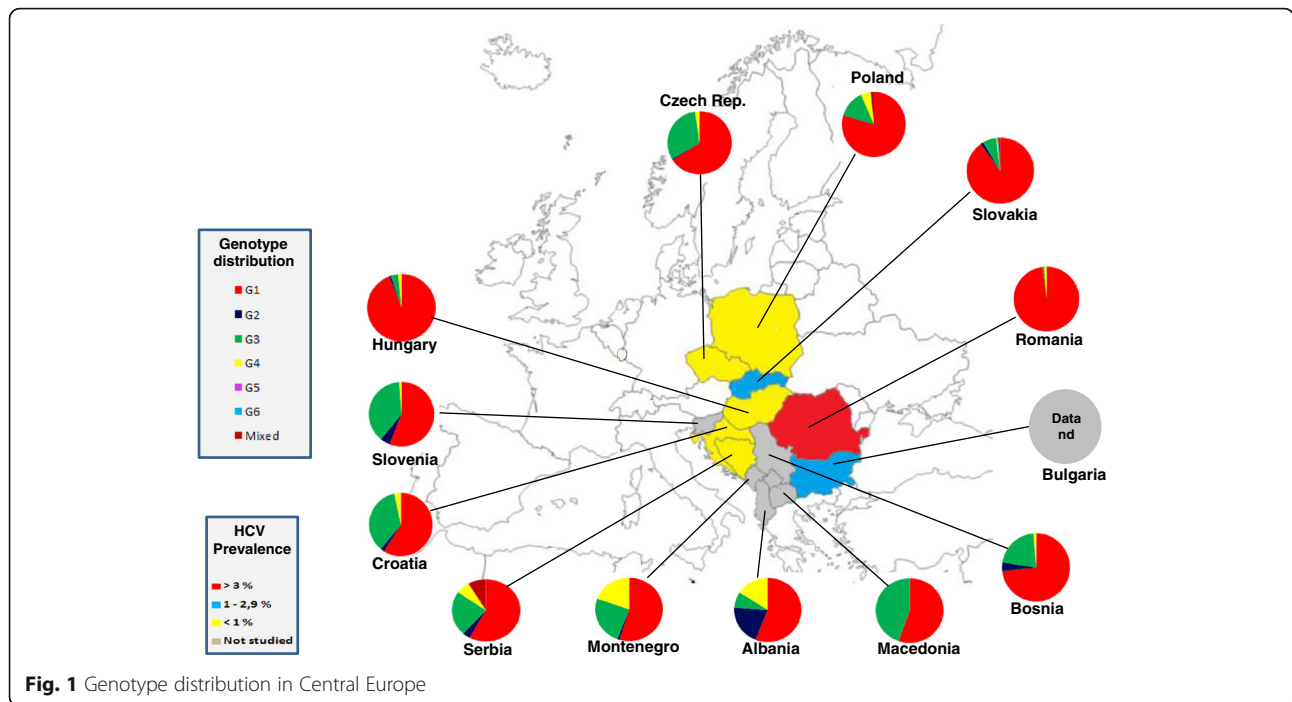 Poland
Czech Rep.
Slovakia
Genotype
distribution
G1
G2
G3
G4
G5
G6
Mixed
Hungary
Romania
Data
nd
Bulgaria
Slovenia
HCV
Prevalence
> 3 %
1 - 2,9 %
< 1 %
Not studied
Croatia
Bosnia
Serbia
Montenegro
Albania
Macedonia
Fig. 1 Genotype distribution in Central Europe